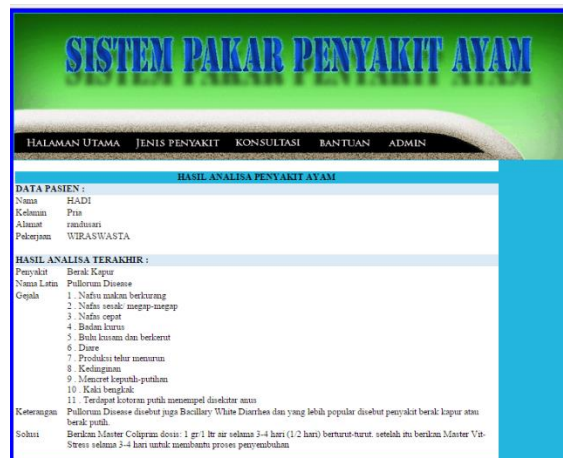 SISTEM PAKAR PENYAKIT AYAM
HALAMAN UTAMA JENIS PENYAKIT KONSULTASI BANTUAN ADMIN
HASIL ANALISA PENYAKIT AYAM
DATA PASIEN :
Nama HADI
Kelamin Pria
Alamat randusari
Pekerjaan WIRASWASTA
HASIL ANALISA TERAKHIR :
Penyakit Berak Kapur
Nama Latin Pullorum Disease
Gejala 1 . Nafsu makan berkurang
2 . Nafas sesak/ megap-megap
3 . Nafas cepat
4 . Badan kurus
5 . Bulu kusam dan berkerut
6 . Diare
7 . Produksi telur menurun
8 . Kedinginan
9 . Mencret keputih-putihan
10 . Kaki bengkak
11 . Terdapat kotoran putih menempel disekitar anus
Keterangan Pullorum Disease disebut juga Bacillary White Diarrhea dan yang lebih popular disebut penyakit berak kapur atau
berak putih.
Solusi Berikan Master Coliprim dosis: 1 gr/1 ltr air selama 3-4 hari (1/2 hari) berturut-turut. setelah itu berikan Master Vit-
Stress selama 3-4 hari untuk membantu proses penyembuhan